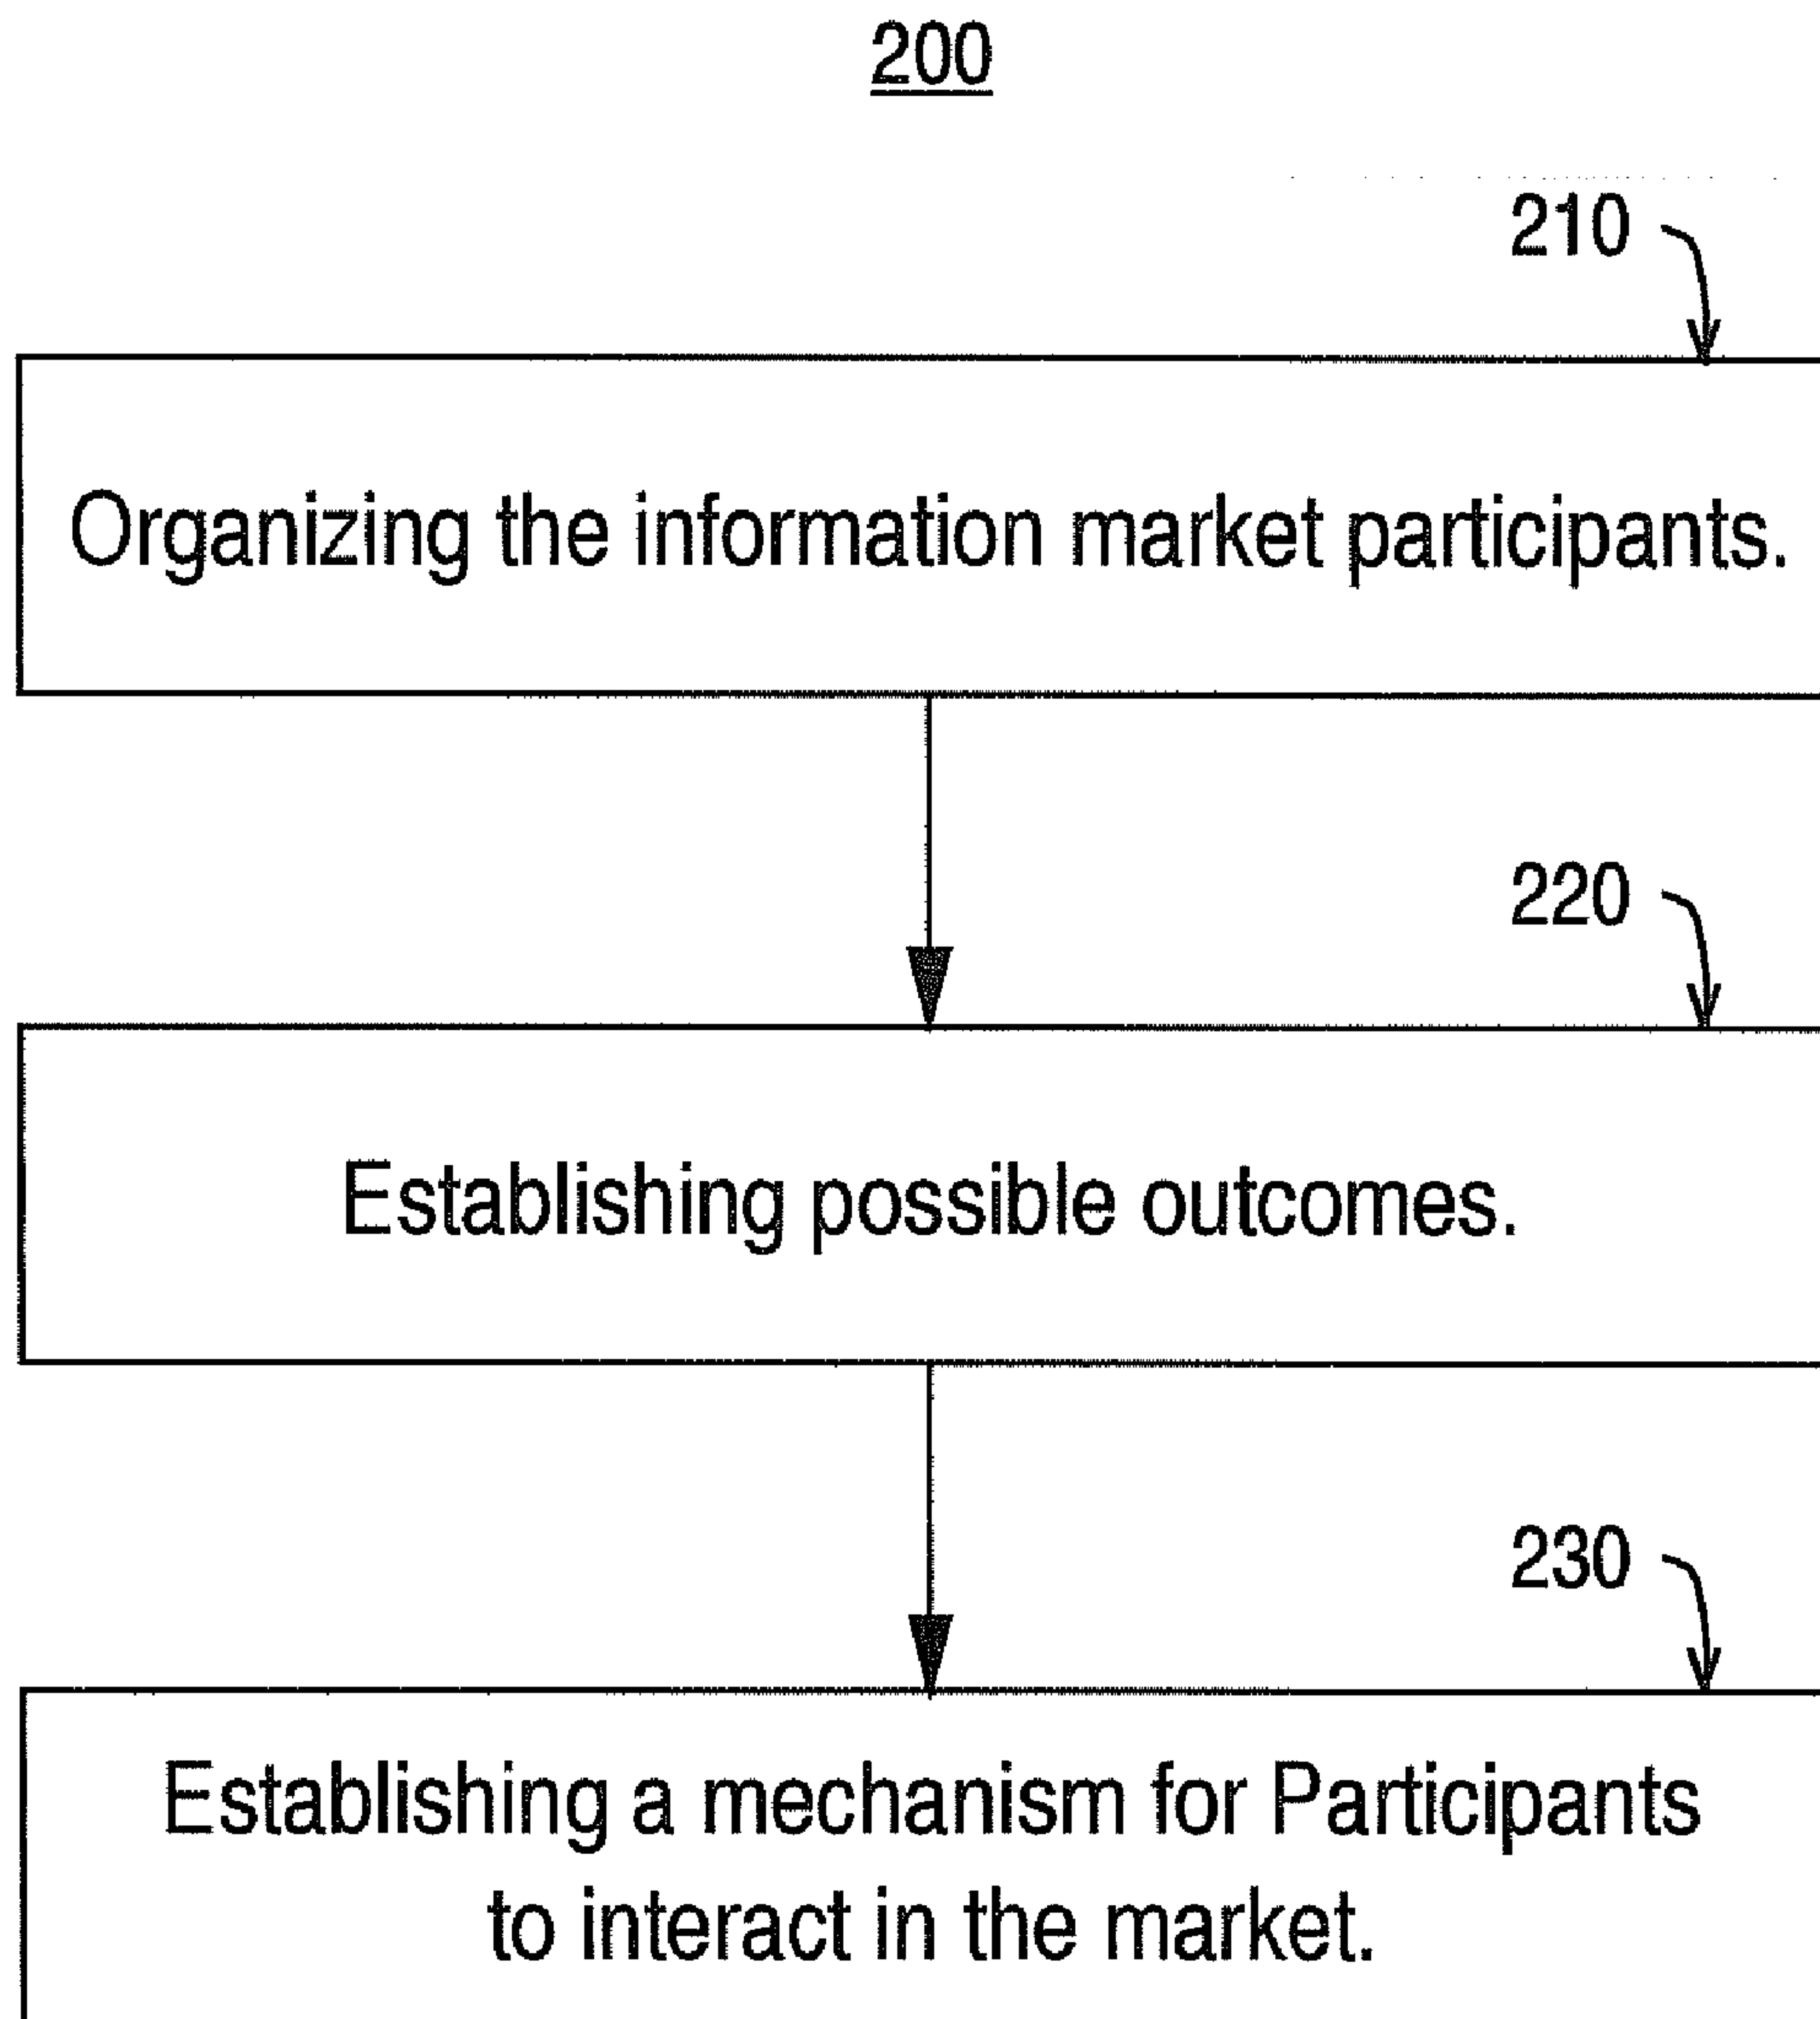 200
210
Organizing the information market participants.
220
Establishing possible outcomes.
230
Establishing a mechanism for Participants
to interact in the market.